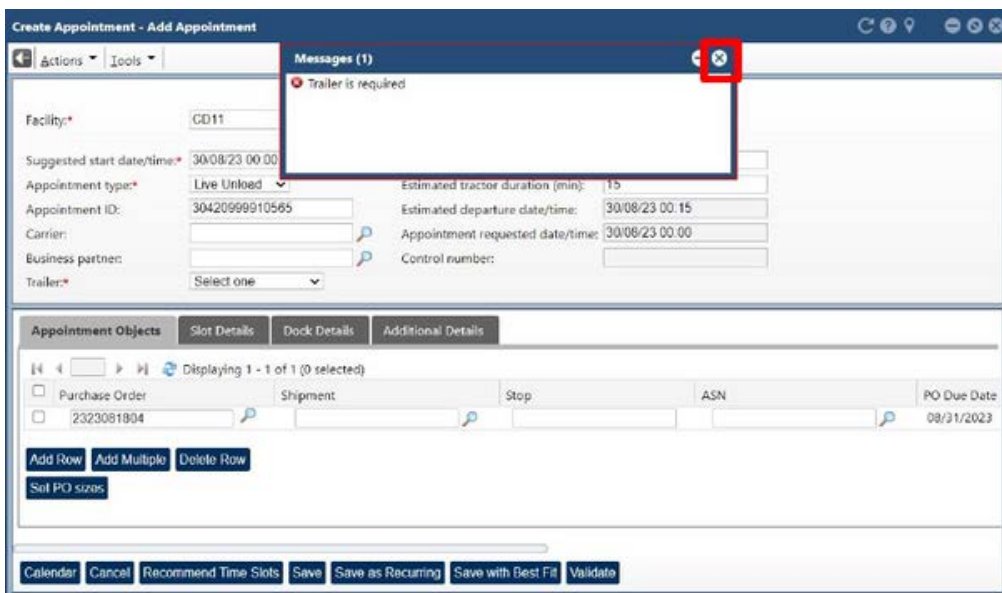 Create Appointment - Add Appointment
Actions Tools
Messages (1)
Trailer is required
Facility:* CD11
Suggested start date/time:* 30/08/23 00:00
Appointment type:* Live Unload Estimated tractor duration (min): 15
Appointment ID: 30420999910565 Estimated departure date/time: 30/08/23 00:15
Carrier: Appointment requested date/time: 30/08/23 00:00
Business partner: Control number:
Trailer:* Select one
Appointment Objects Slot Details Dock Details Additional Details
Displaying 1 - 1 of 1 (0 selected)
Purchase Order Shipment Stop ASN PO Due Date
2323081804 08/31/2023
Add Row Add Multiple Delete Row
Set PO sizes
Calendar Cancel Recommend Time Slots Save Save as Recurring Save with Best Fit Validate